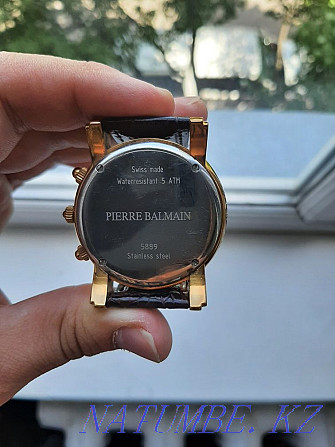 Swiss made
Waterresistant 5 ATM
PIERRE BALMAIN
5889
Stainless steel
NATUMBE.KZ